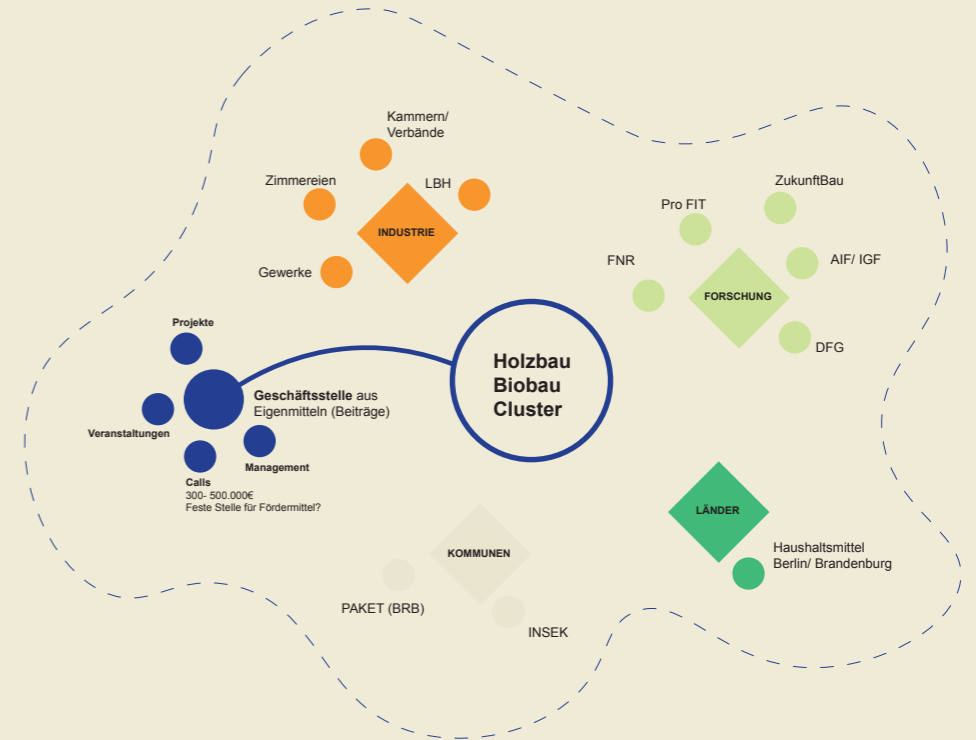 Kammern/
Verbände
Zimmereien
LBH
INDUSTRIE
Gewerke
ZukunftBau
Pro FIT
FNR
AIF/ IGF
FORSCHUNG
DFG
Projekte
Geschäftsstelle aus
Eigenmitteln (Beiträge)
Veranstaltungen
Management
Calls
300- 500.000€
Feste Stelle für Fördermittel?
Holzbau
Biobau
Cluster
LÄNDER
Haushaltsmittel
Berlin/ Brandenburg
KOMMUNEN
PAKET (BRB)
INSEK